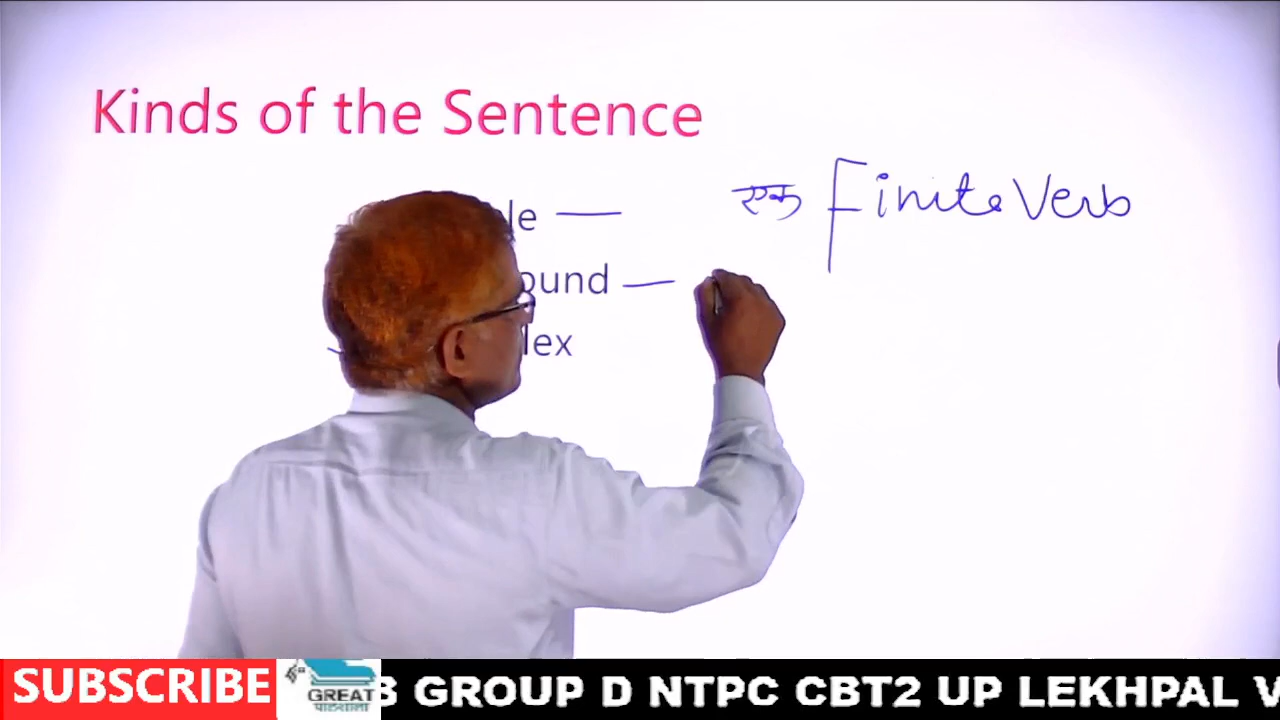 Kinds of the Sentence
le — एक Finite Verb
ound —
lex
SUBSCRIBE GREAT पाठशाला S GROUP D NTPC CBT2 UP LEKHPAL V